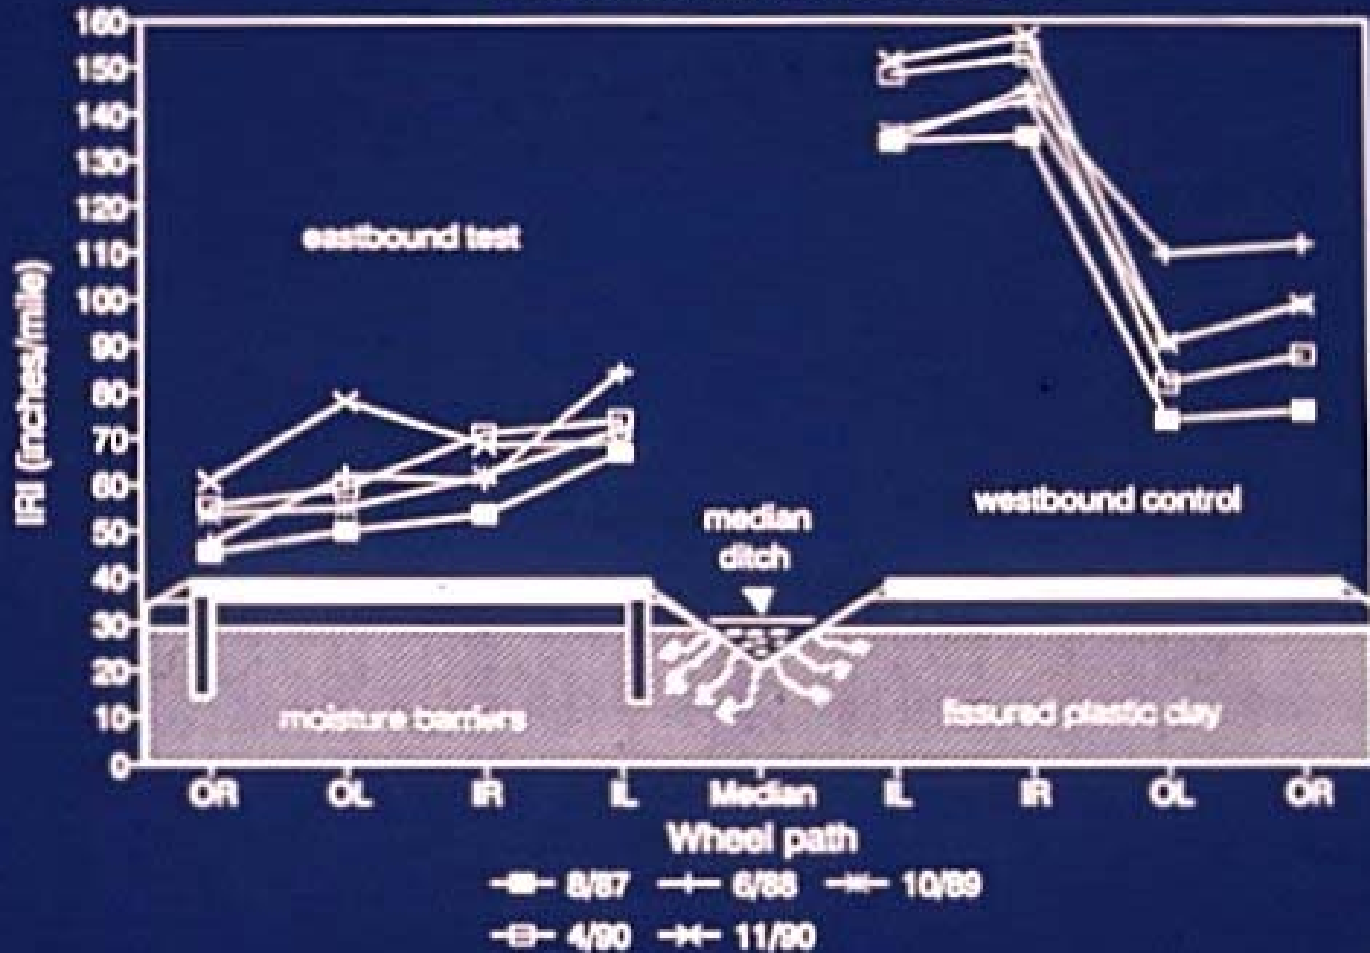 160
150
140
130
120
110
100
90
80
70
60
50
40
30
20
10
0
IRI (inches/mile)
eastbound test
westbound control
median
ditch
moisture barriers
fissured plastic clay
OR OL IR IL Median IL IR OL OR
Wheel path
8/87 6/88 10/89
4/90 11/90